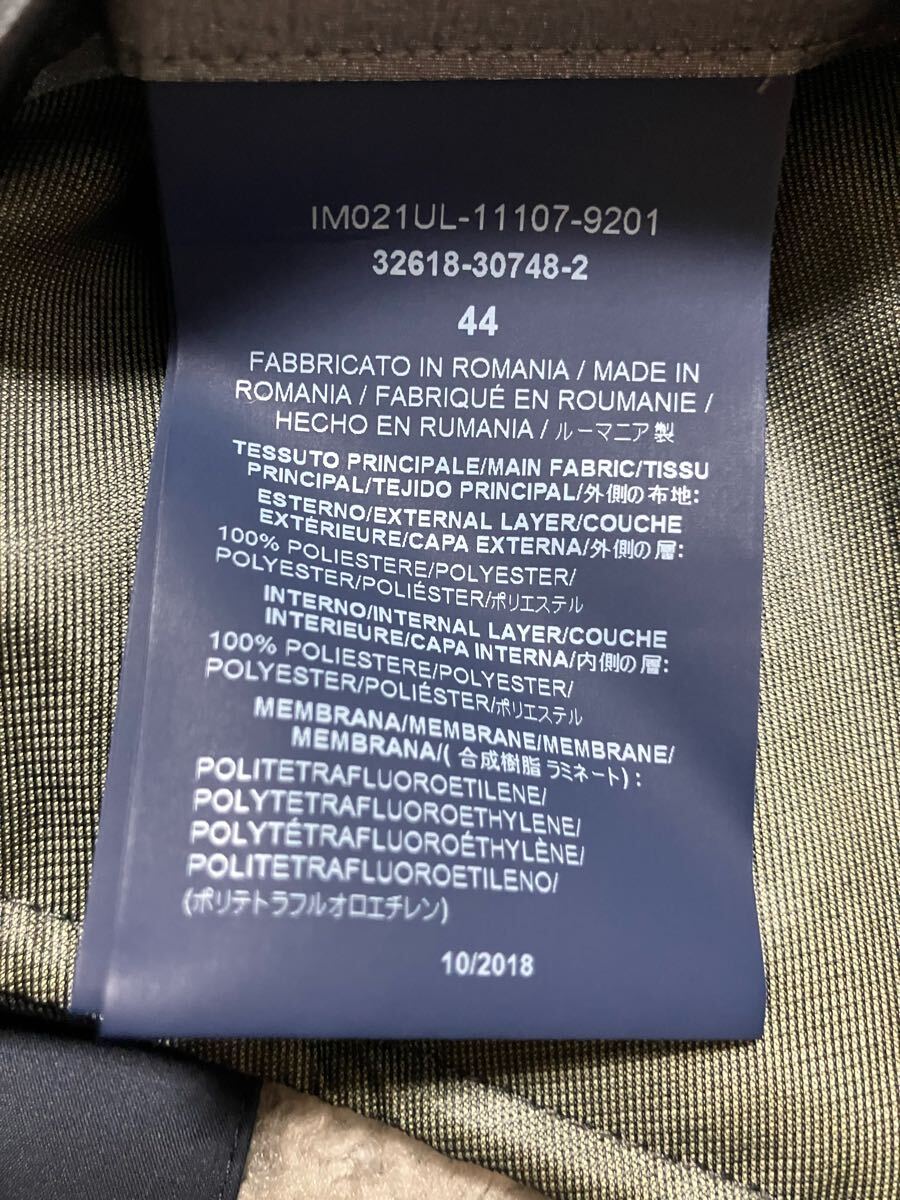 IM021UL-11107-9201
32618-30748-2
44
FABBRICATO IN ROMANIA / MADE IN
ROMANIA / FABRIQUÉ EN ROUMANIE /
HECHO EN RUMANIA / ルーマニア製
TESSUTO PRINCIPALE/MAIN FABRIC/TISSU
PRINCIPAL/TEJIDO PRINCIPAL/外側の布地:
ESTERNO/EXTERNAL LAYER/COUCHE
EXTÉRIEURE/CAPA EXTERNA/外側の層:
100% POLIESTERE/POLYESTER/
POLYESTER/POLIÉSTER/ポリエステル
INTERNO/INTERNAL LAYER/COUCHE
INTERIEURE/CAPA INTERNA/内側の層:
100% POLIESTERE/POLYESTER/
POLYESTER/POLIÉSTER/ポリエステル
MEMBRANA/MEMBRANE/MEMBRANE/
MEMBRANA/( 合成樹脂 ラミネート) :
POLITETRAFLUOROETILENE/
POLYTETRAFLUOROETHYLENE/
POLYTÉTRAFLUOROÉTHYLÈNE/
POLITETRAFLUOROETILENO/
(ポリテトラフルオロエチレン)
10/2018